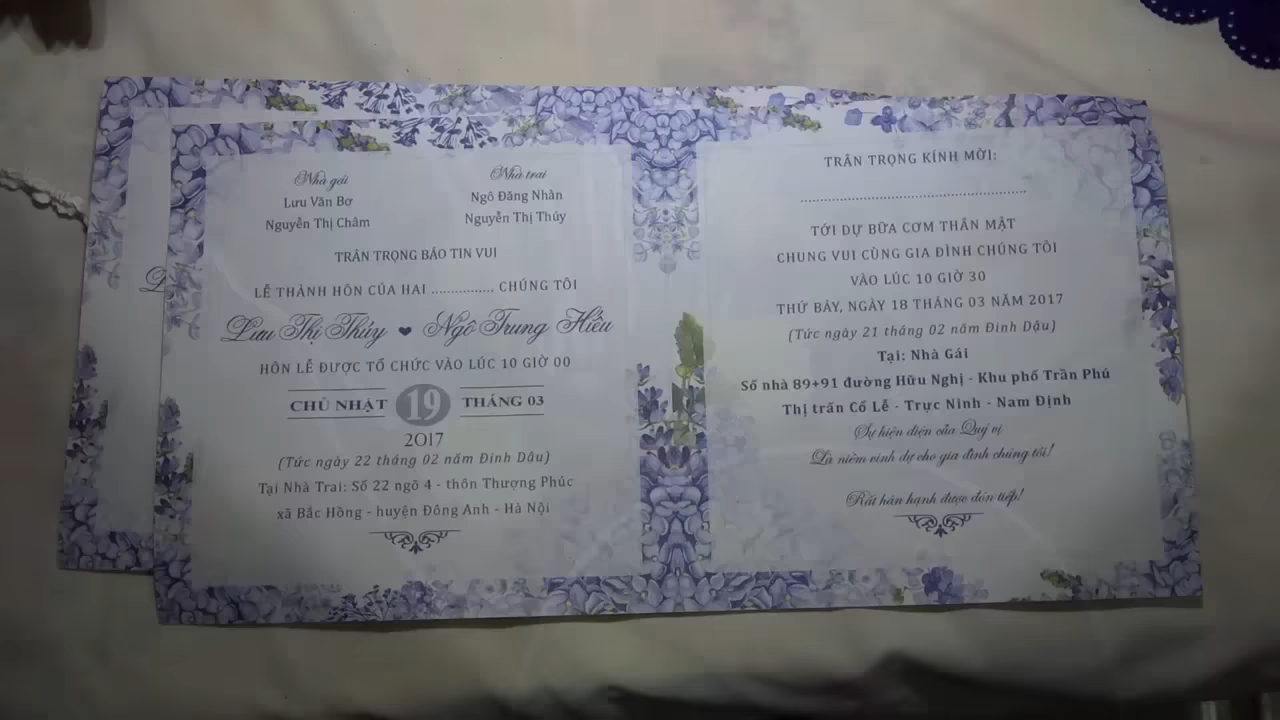 Nhà gái
Lưu Văn Bơ
Nguyễn Thị Châm
Nhà trai
Ngô Đăng Nhàn
Nguyễn Thị Thúy
TRÂN TRỌNG BÁO TIN VUI
LỄ THÀNH HÔN CỦA HAI ................ CHÚNG TÔI
Lưu Thị Thúy ❤ Ngô Trung Hiếu
HÔN LỄ ĐƯỢC TỔ CHỨC VÀO LÚC 10 GIỜ 00
CHỦ NHẬT 19 THÁNG 03
2017
(Tức ngày 22 tháng 02 năm Đinh Dậu)
Tại Nhà Trai: Số 22 ngõ 4 - thôn Thượng Phúc
xã Bắc Hồng - huyện Đông Anh - Hà Nội
TRÂN TRỌNG KÍNH MỜI:
......................................................
TỚI DỰ BỮA CƠM THÂN MẬT
CHUNG VUI CÙNG GIA ĐÌNH CHÚNG TÔI
VÀO LÚC 10 GIỜ 30
THỨ BẢY, NGÀY 18 THÁNG 03 NĂM 2017
(Tức ngày 21 tháng 02 năm Đinh Dậu)
Tại: Nhà Gái
Số nhà 89+91 đường Hữu Nghị - Khu phố Trần Phú
Thị trấn Cổ Lễ - Trực Ninh - Nam Định
Sự hiện diện của Quý vị
Là niềm vinh dự cho gia đình chúng tôi!
Rất hân hạnh được đón tiếp!